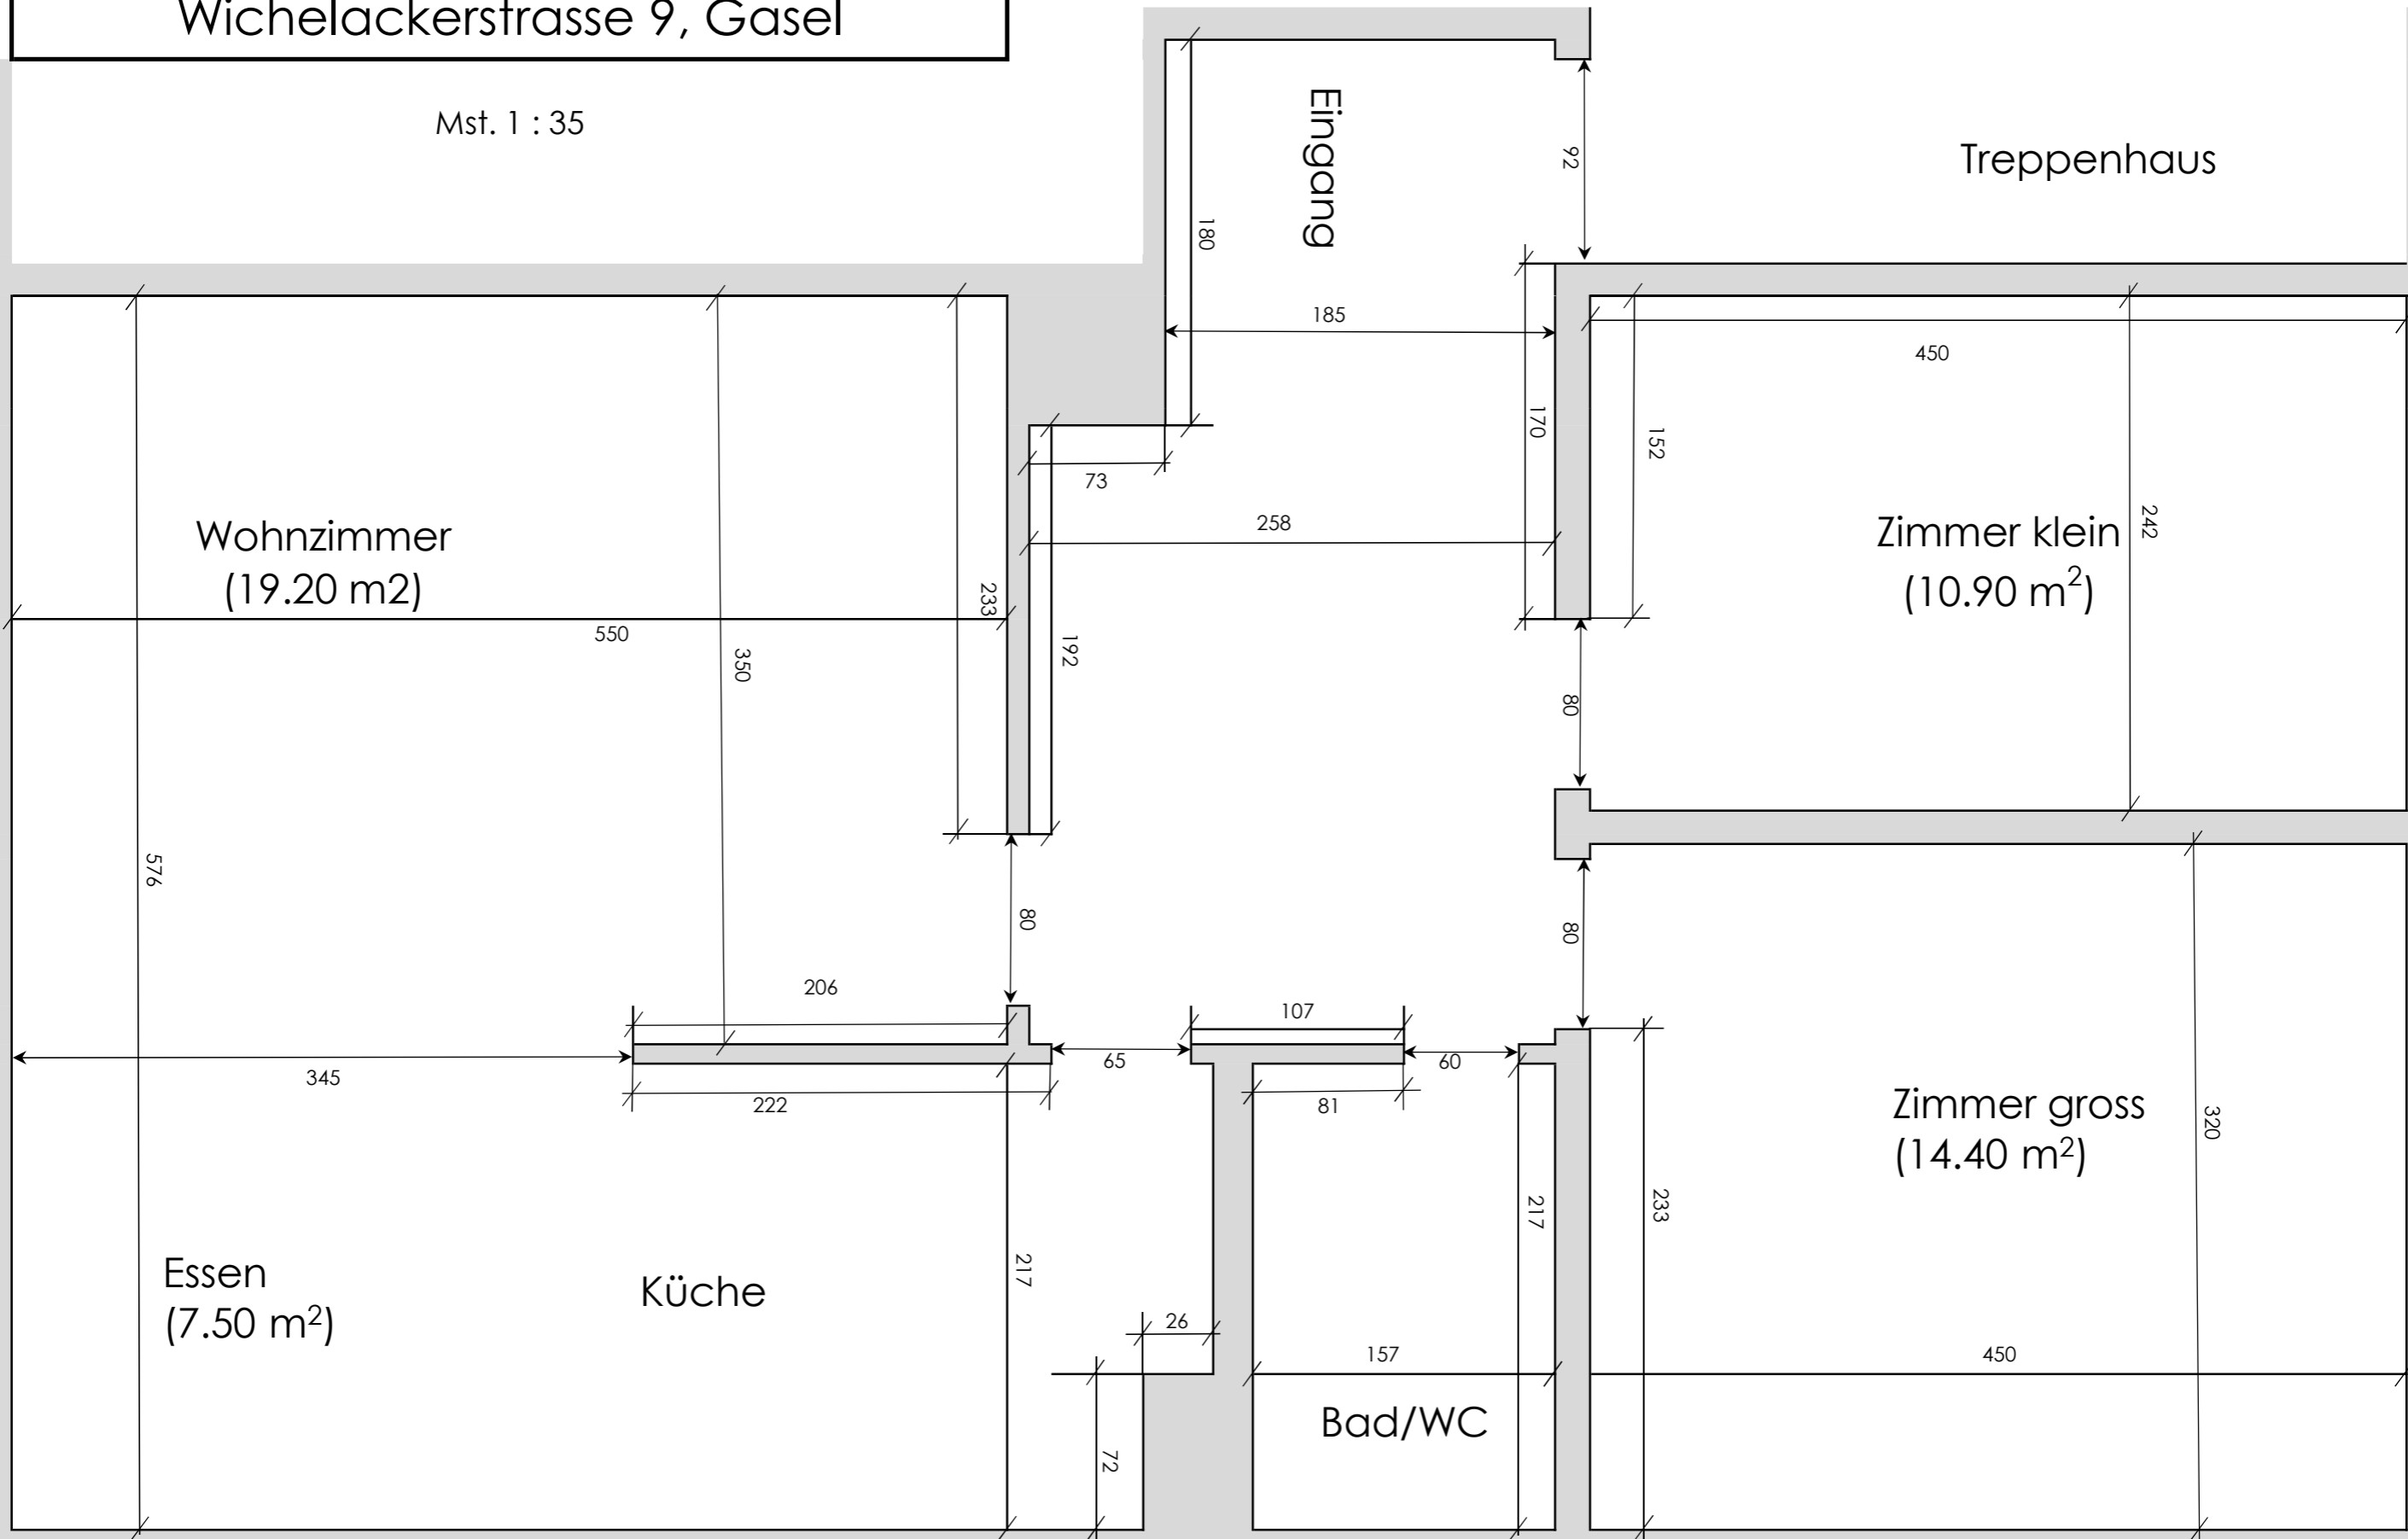 Wichelackerstrasse 9, Gasel
Mst. 1 : 35
Eingang
92
Treppenhaus
180
185
450
170
152
73
258
242
Zimmer klein
(10.90 m²)
Wohnzimmer
(19.20 m2)
550
233
350
192
80
576
80
80
206
107
345
65
60
222
81
Zimmer gross
(14.40 m²)
320
233
217
217
Essen
(7.50 m²)
Küche
26
157
450
Bad/WC
72